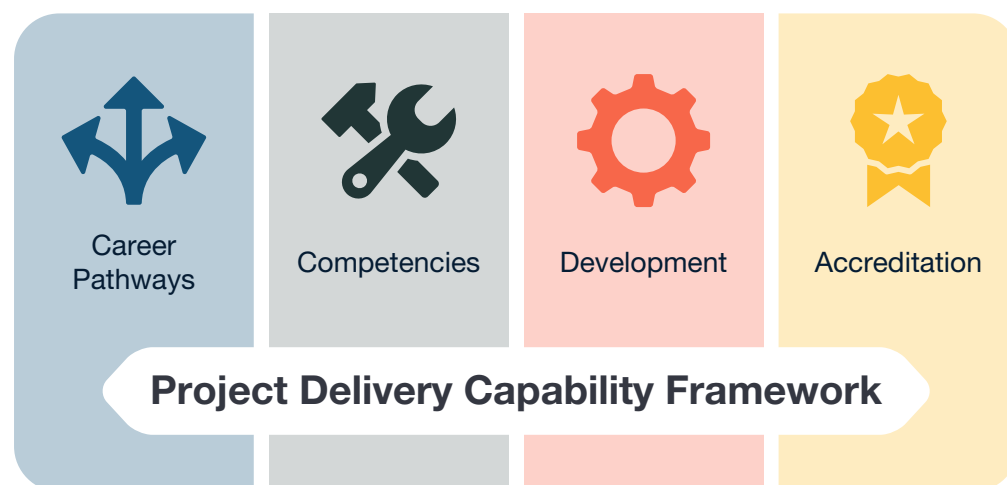 Career
Pathways
Competencies
Development
Accreditation
Project Delivery Capability Framework